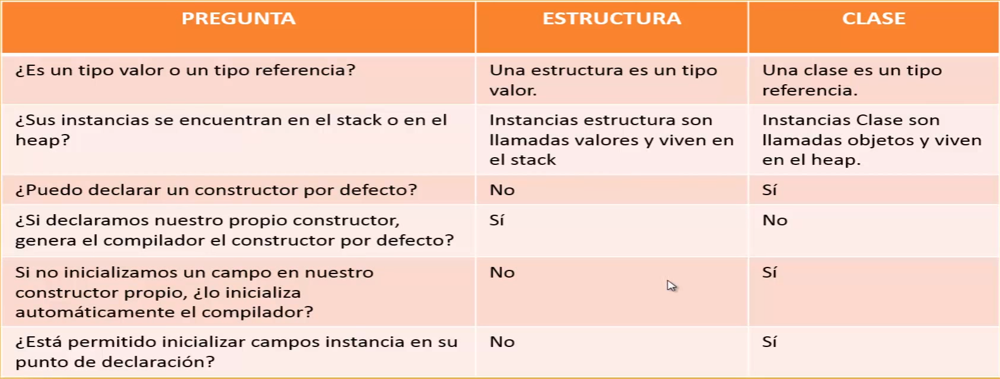 PREGUNTA ESTRUCTURA CLASE
¿Es un tipo valor o un tipo referencia?
Una estructura es un tipo
valor.
Una clase es un tipo
referencia.
¿Sus instancias se encuentran en el stack o en el
heap?
Instancias estructura son
llamadas valores y viven en
el stack
Instancias Clase son
llamadas objetos y viven
en el heap.
¿Puedo declarar un constructor por defecto?
No
Sí
¿Si declaramos nuestro propio constructor,
genera el compilador el constructor por defecto?
Sí
No
Si no inicializamos un campo en nuestro
constructor propio, ¿lo inicializa
automáticamente el compilador?
No
Sí
¿Está permitido inicializar campos instancia en su
punto de declaración?
No
Sí